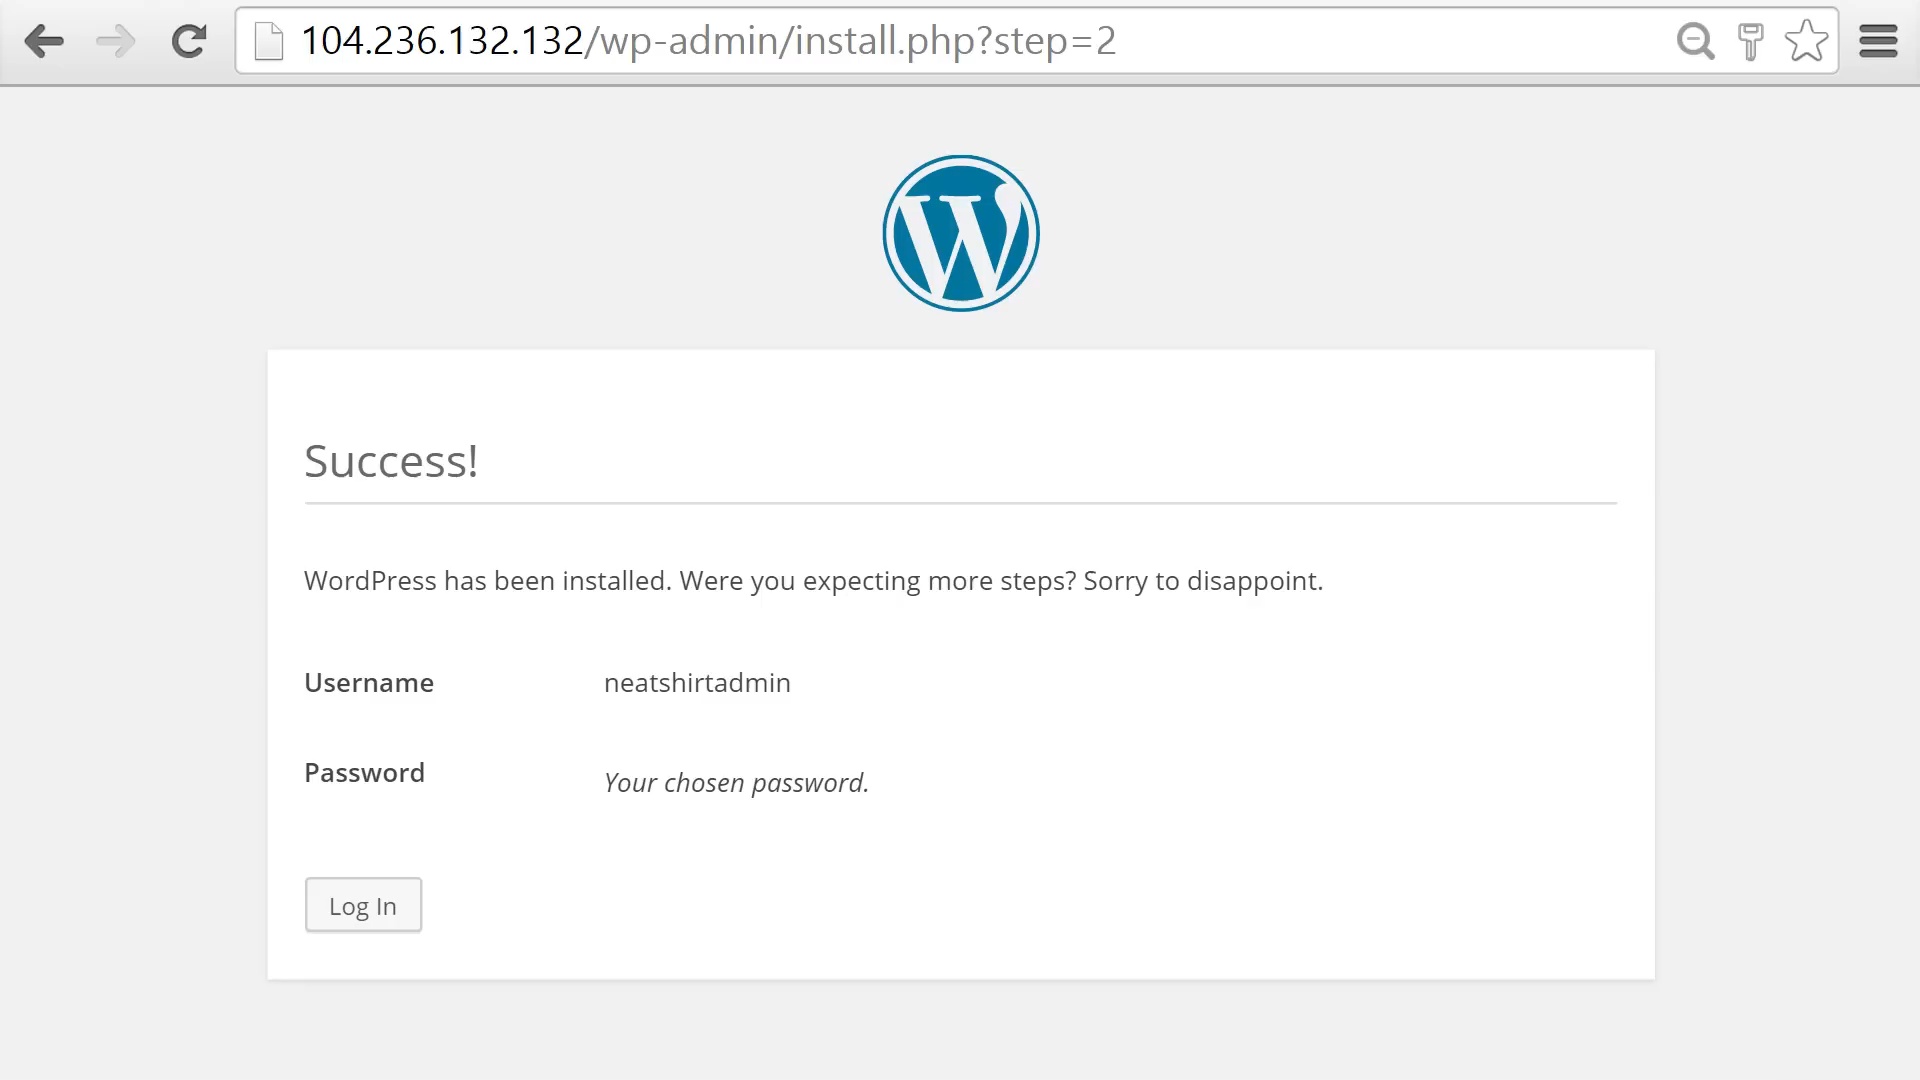 104.236.132.132/wp-admin/install.php?step=2
W
Success!
WordPress has been installed. Were you expecting more steps? Sorry to disappoint.
Username neatshirtadmin
Password Your chosen password.
Log In